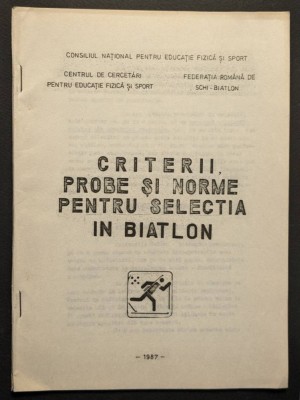 CONSILIUL NAȚIONAL PENTRU EDUCAȚIE FIZICĂ ȘI SPORT
CENTRUL DE CERCETĂRI
PENTRU EDUCAȚIE FIZICĂ ȘI SPORT
FEDERAȚIA ROMÂNĂ DE
SCHI - BIATLON
CRITERII,
PROBE ȘI NORME
PENTRU SELECTIA
IN BIATLON
- 1987 -